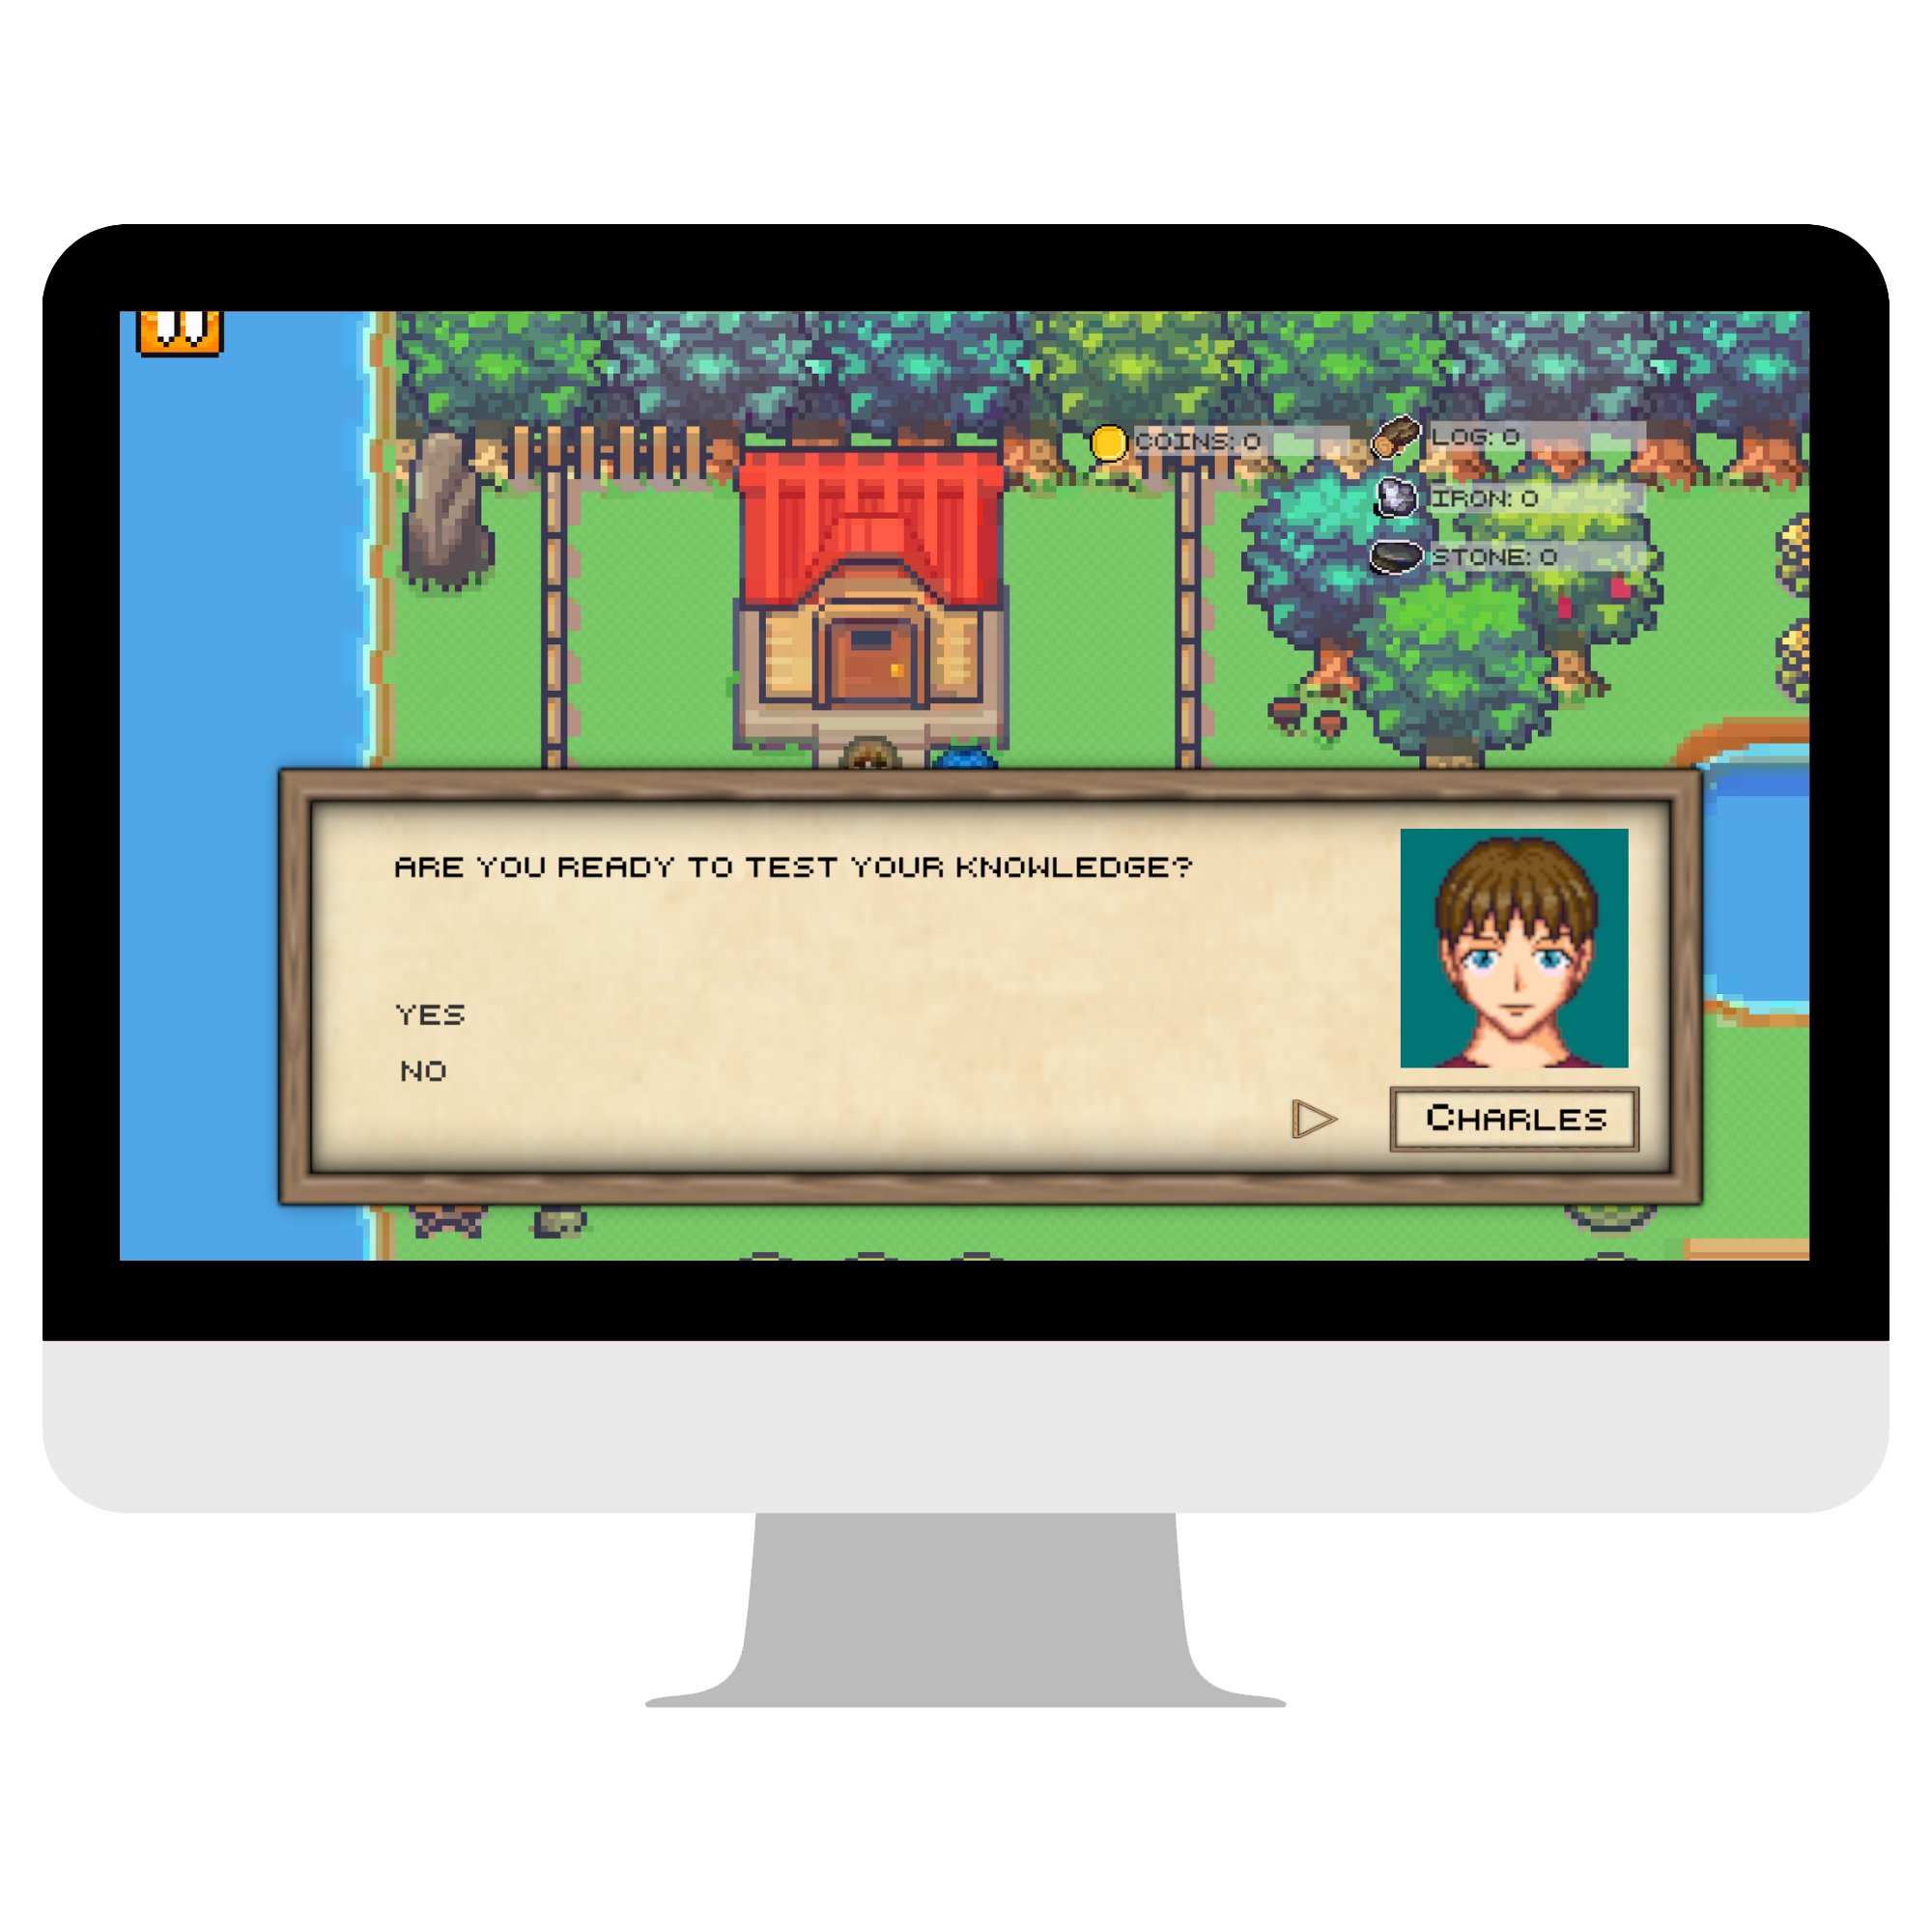 COINS: 0
LOG: 0
IRON: 0
STONE: 0
ARE YOU READY TO TEST YOUR KNOWLEDGE?
YES
NO
CHARLES